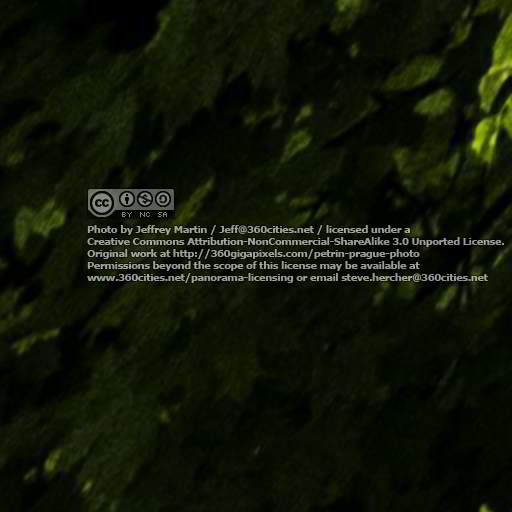 cc
BY NC SA
Photo by Jeffrey Martin / Jeff@360cities.net / licensed under a
Creative Commons Attribution-NonCommercial-ShareAlike 3.0 Unported License.
Original work at http://360gigapixels.com/petrin-prague-photo
Permissions beyond the scope of this license may be available at
www.360cities.net/panorama-licensing or email steve.hercher@360cities.net